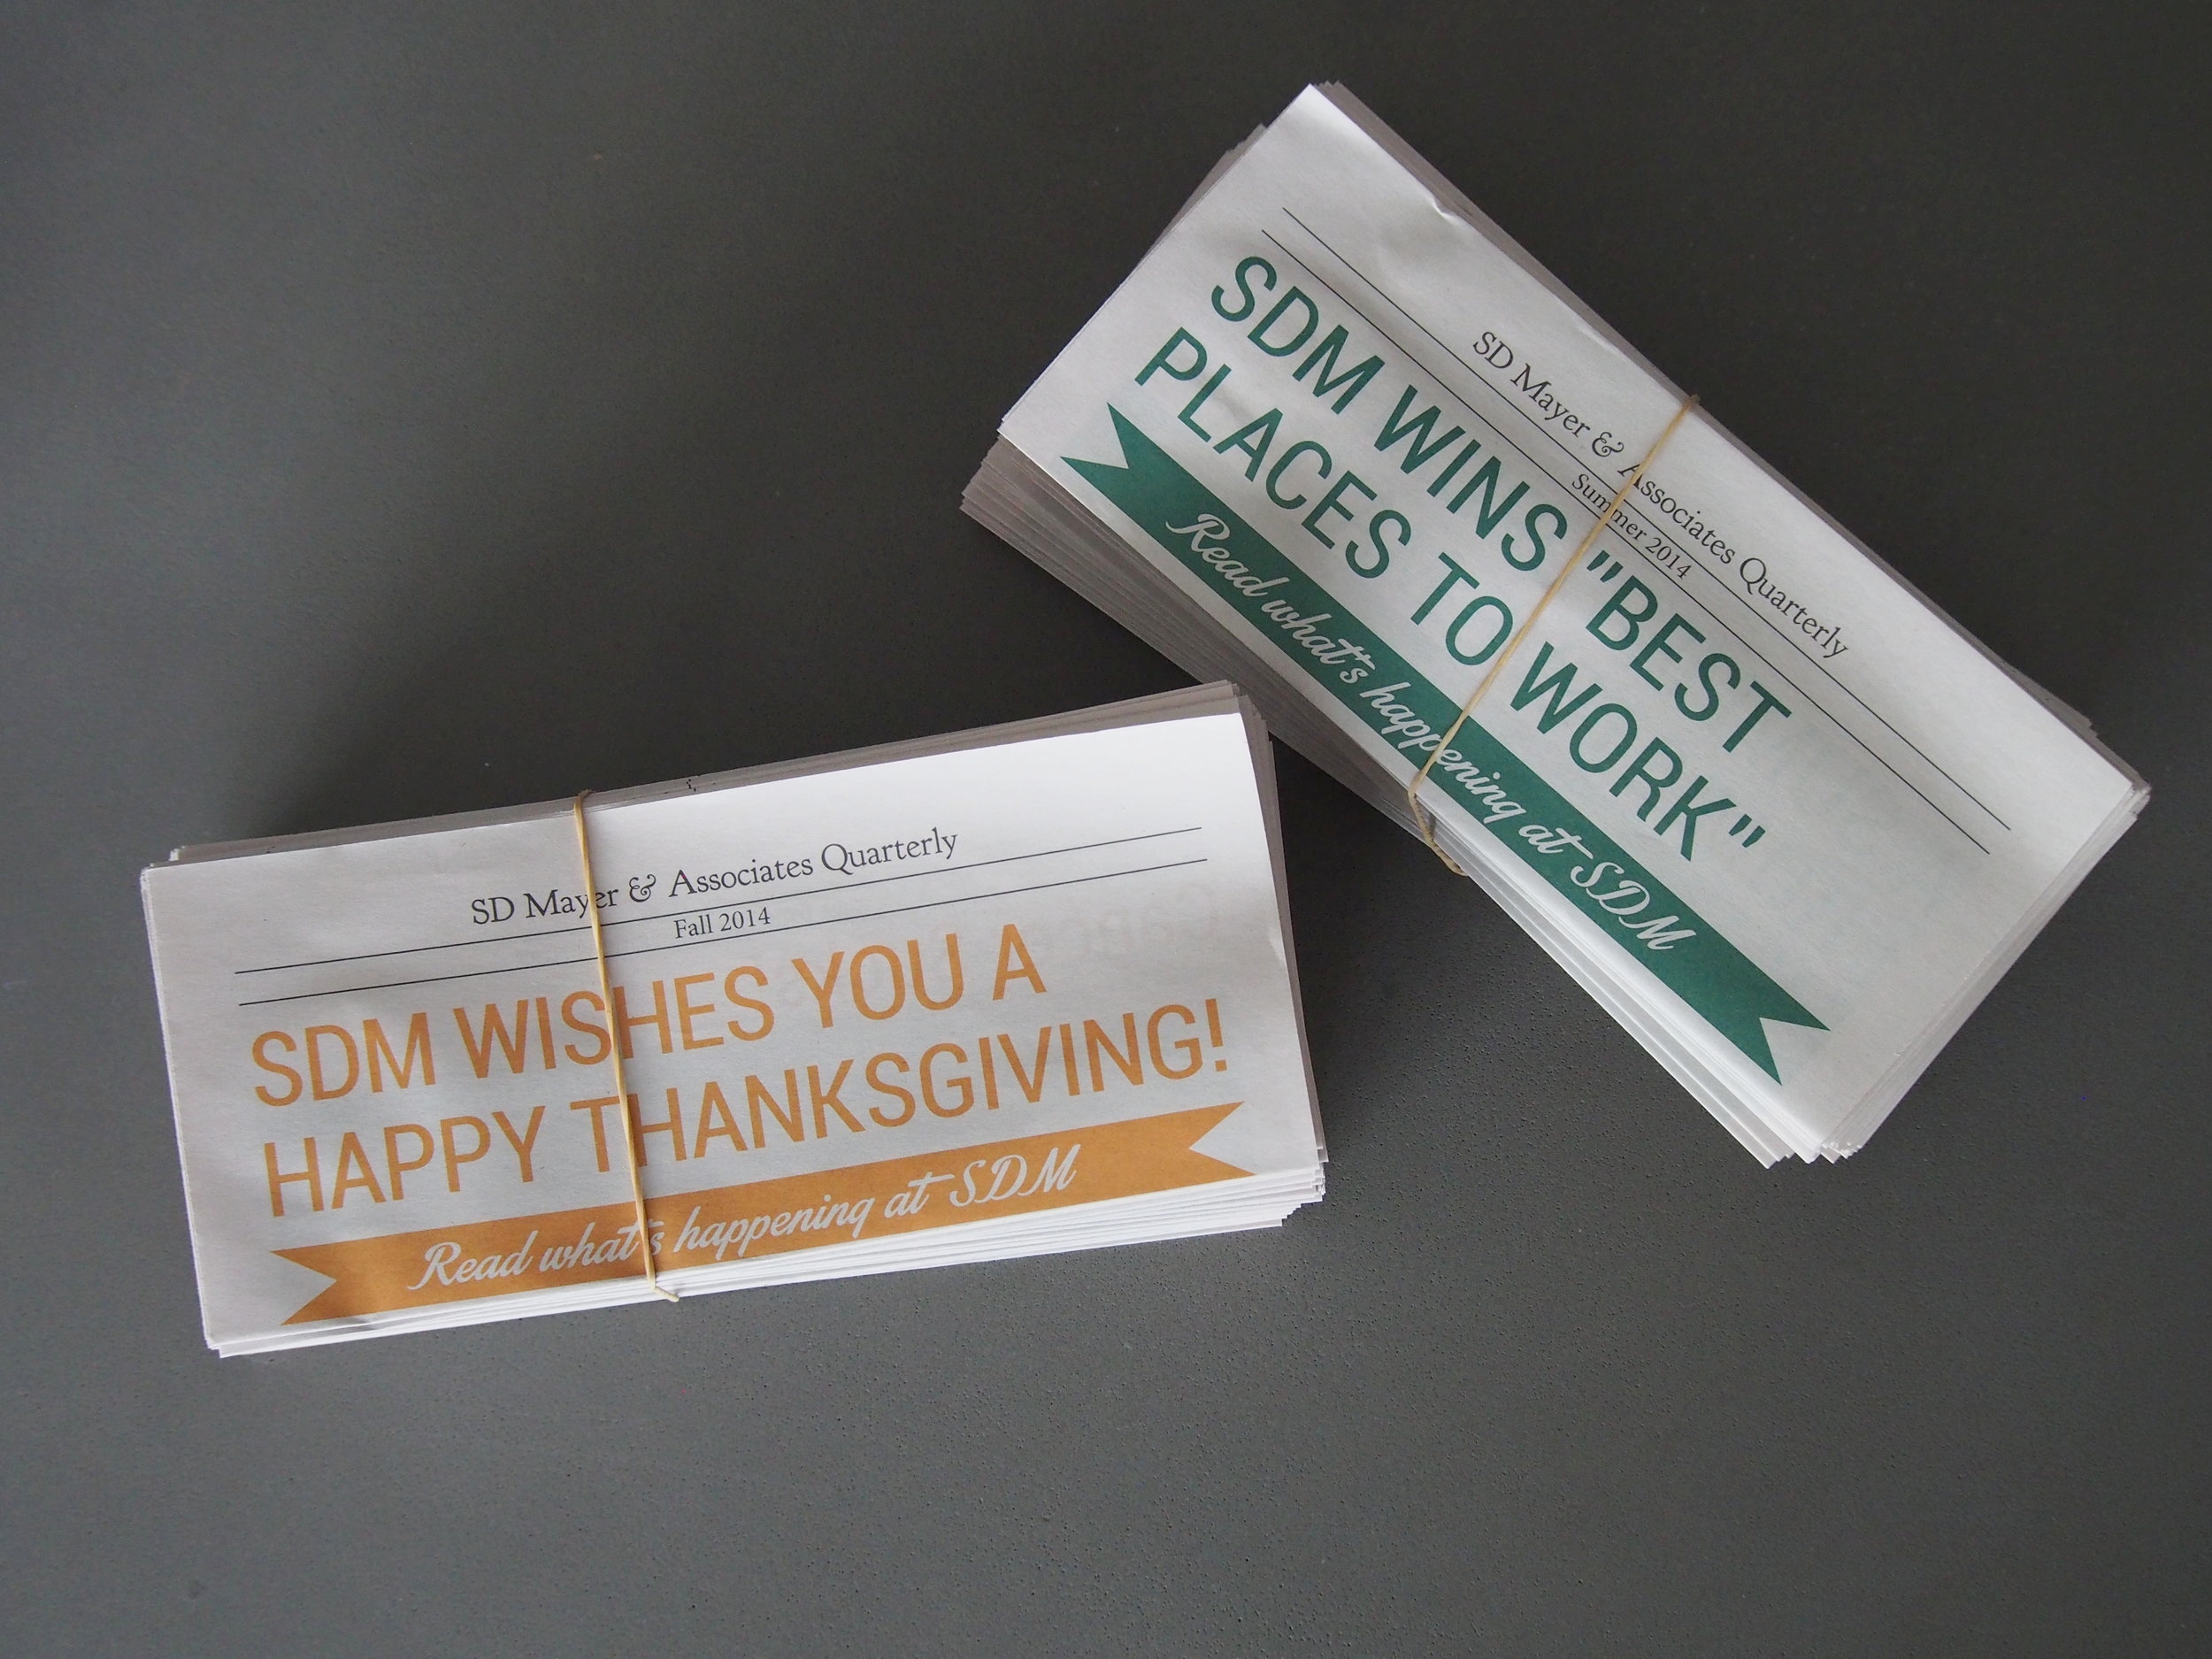 SD Mayer & Associates Quarterly
Fall 2014
SDM WISHES YOU A
HAPPY THANKSGIVING!
Read what's happening at SDM
SD Mayer & Associates Quarterly
Summer 2014
SDM WINS "BEST
PLACES TO WORK"
Read what's happening at SDM